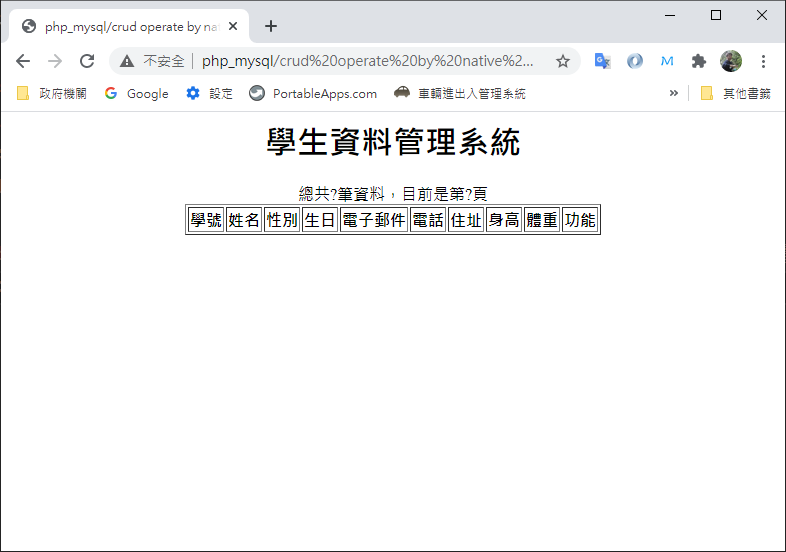 php_mysql/crud operate by na
不安全 php_mysql/crud%20operate%20by%20native%2...
政府機關 Google 設定 PortableApps.com 車輛進出入管理系統 » 其他書籤
學生資料管理系統
總共?筆資料，目前是第?頁
學號 姓名 性別 生日 電子郵件 電話 住址 身高 體重 功能